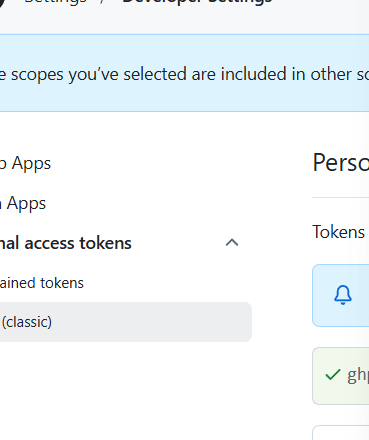 Settings / Developer Settings
e scopes you've selected are included in other sc
b Apps
Apps
Perso
nal access tokens
Tokens
ained tokens
(classic)
ghp